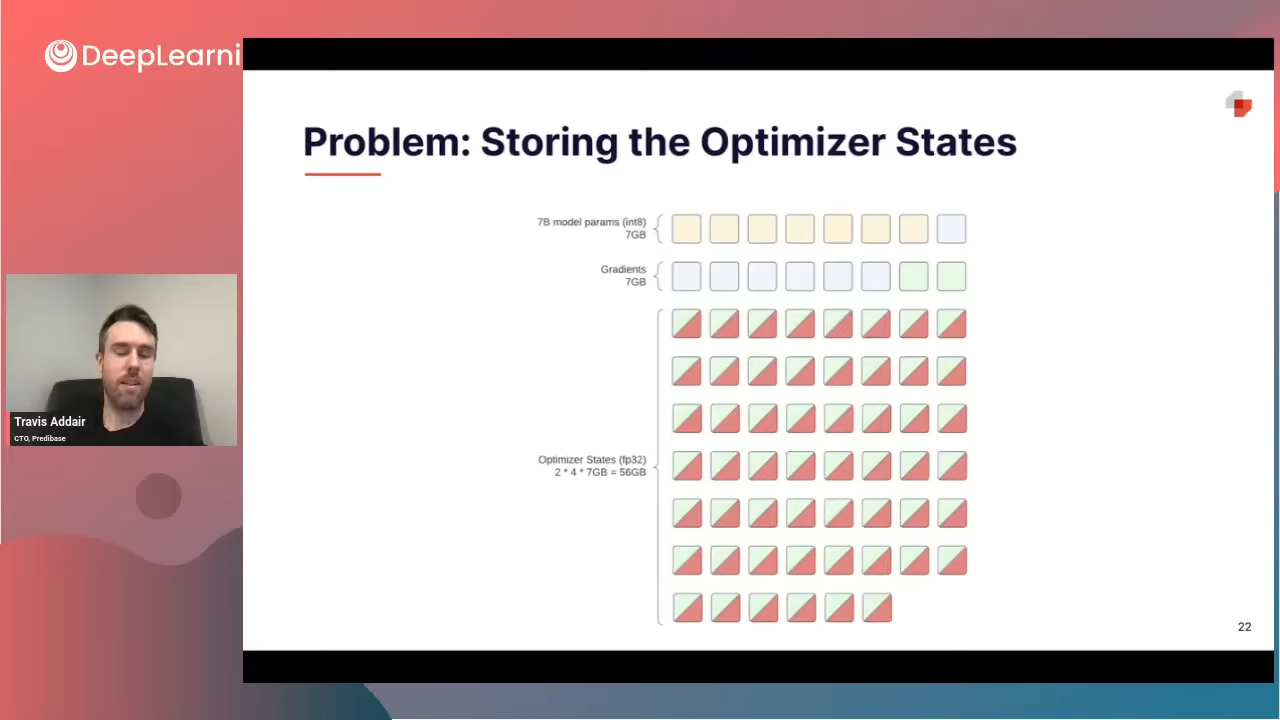 DeepLearni
Problem: Storing the Optimizer States
7B model params (int8)
7GB
Gradients
7GB
Optimizer States (fp32)
2 * 4 * 7GB = 56GB
Travis Addair
CTO, Predibase
22